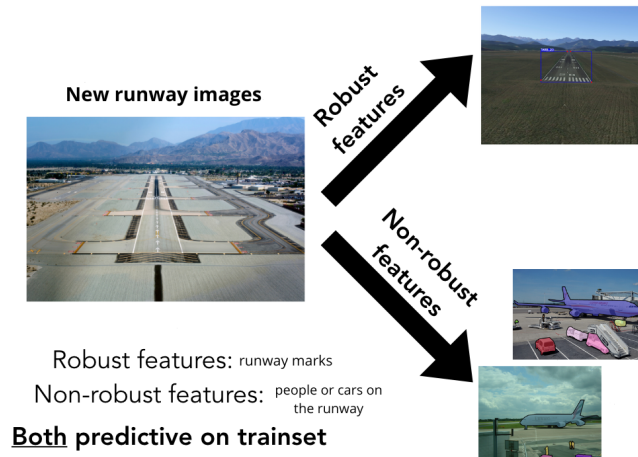 New runway images
Robust
features
Non-robust
features
Robust features: runway marks
Non-robust features: people or cars on
the runway
Both predictive on trainset